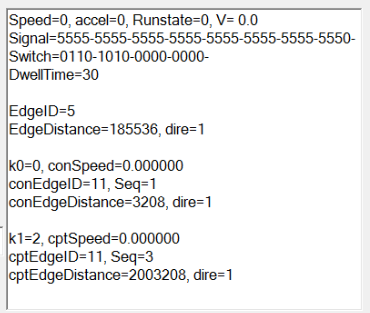 Speed=0, accel=0, Runstate=0, V= 0.0
Signal=5555-5555-5555-5555-5555-5555-5555-5550-
Switch=0110-1010-0000-0000-
DwellTime=30
EdgeID=5
EdgeDistance=185536, dire=1
k0=0, conSpeed=0.000000
conEdgeID=11, Seq=1
conEdgeDistance=3208, dire=1
k1=2, cptSpeed=0.000000
cptEdgeID=11, Seq=3
cptEdgeDistance=2003208, dire=1